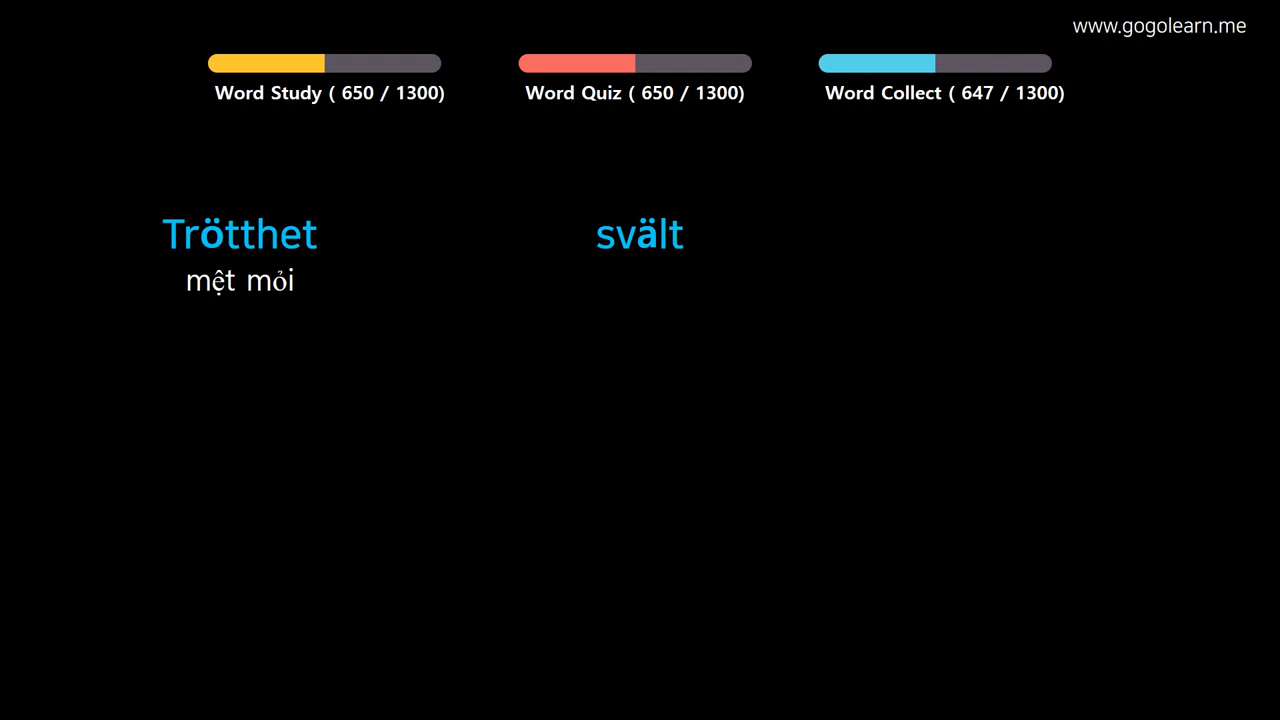 www.gogolearn.me
Word Study ( 650 / 1300)
Word Quiz ( 650 / 1300)
Word Collect ( 647 / 1300)
Trötthet
mệt mỏi
svält